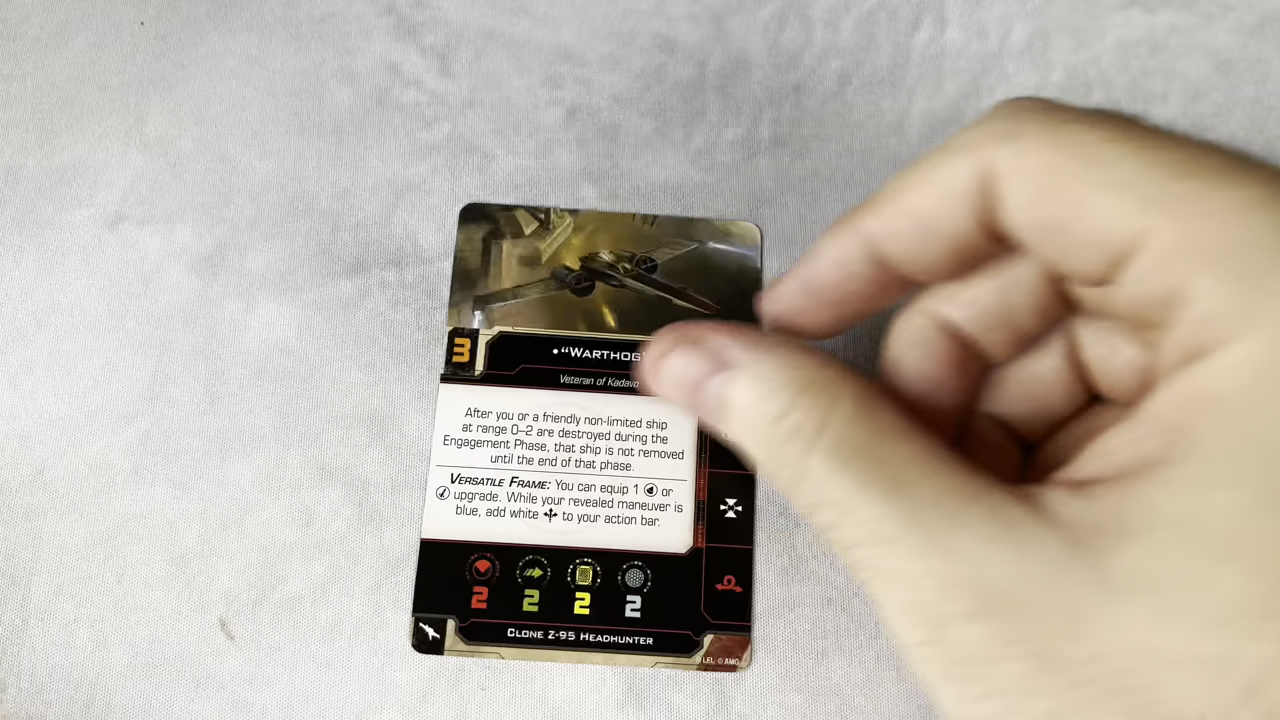 3
•“WARTHOG”
Veteran of Kadavo
After you or a friendly non-limited ship
at range 0–2 are destroyed during the
Engagement Phase, that ship is not removed
until the end of that phase.
VERSATILE FRAME: You can equip 1 or
upgrade. While your revealed maneuver is
blue, add white to your action bar.
2 2 2 2
CLONE Z-95 HEADHUNTER
LFL © AMG